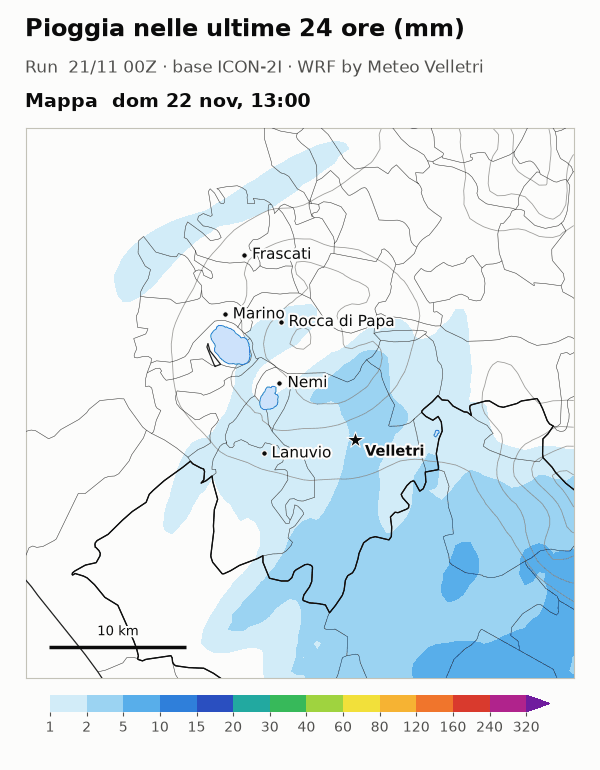 Pioggia nelle ultime 24 ore (mm)
Run  21/11 00Z · base ICON-2I · WRF by Meteo Velletri
Mappa  dom 22 nov, 13:00
Frascati
Marino
Rocca di Papa
Nemi
Velletri
Lanuvio
10 km
1 2 5 10 15 20 30 40 60 80 120 160 240 320